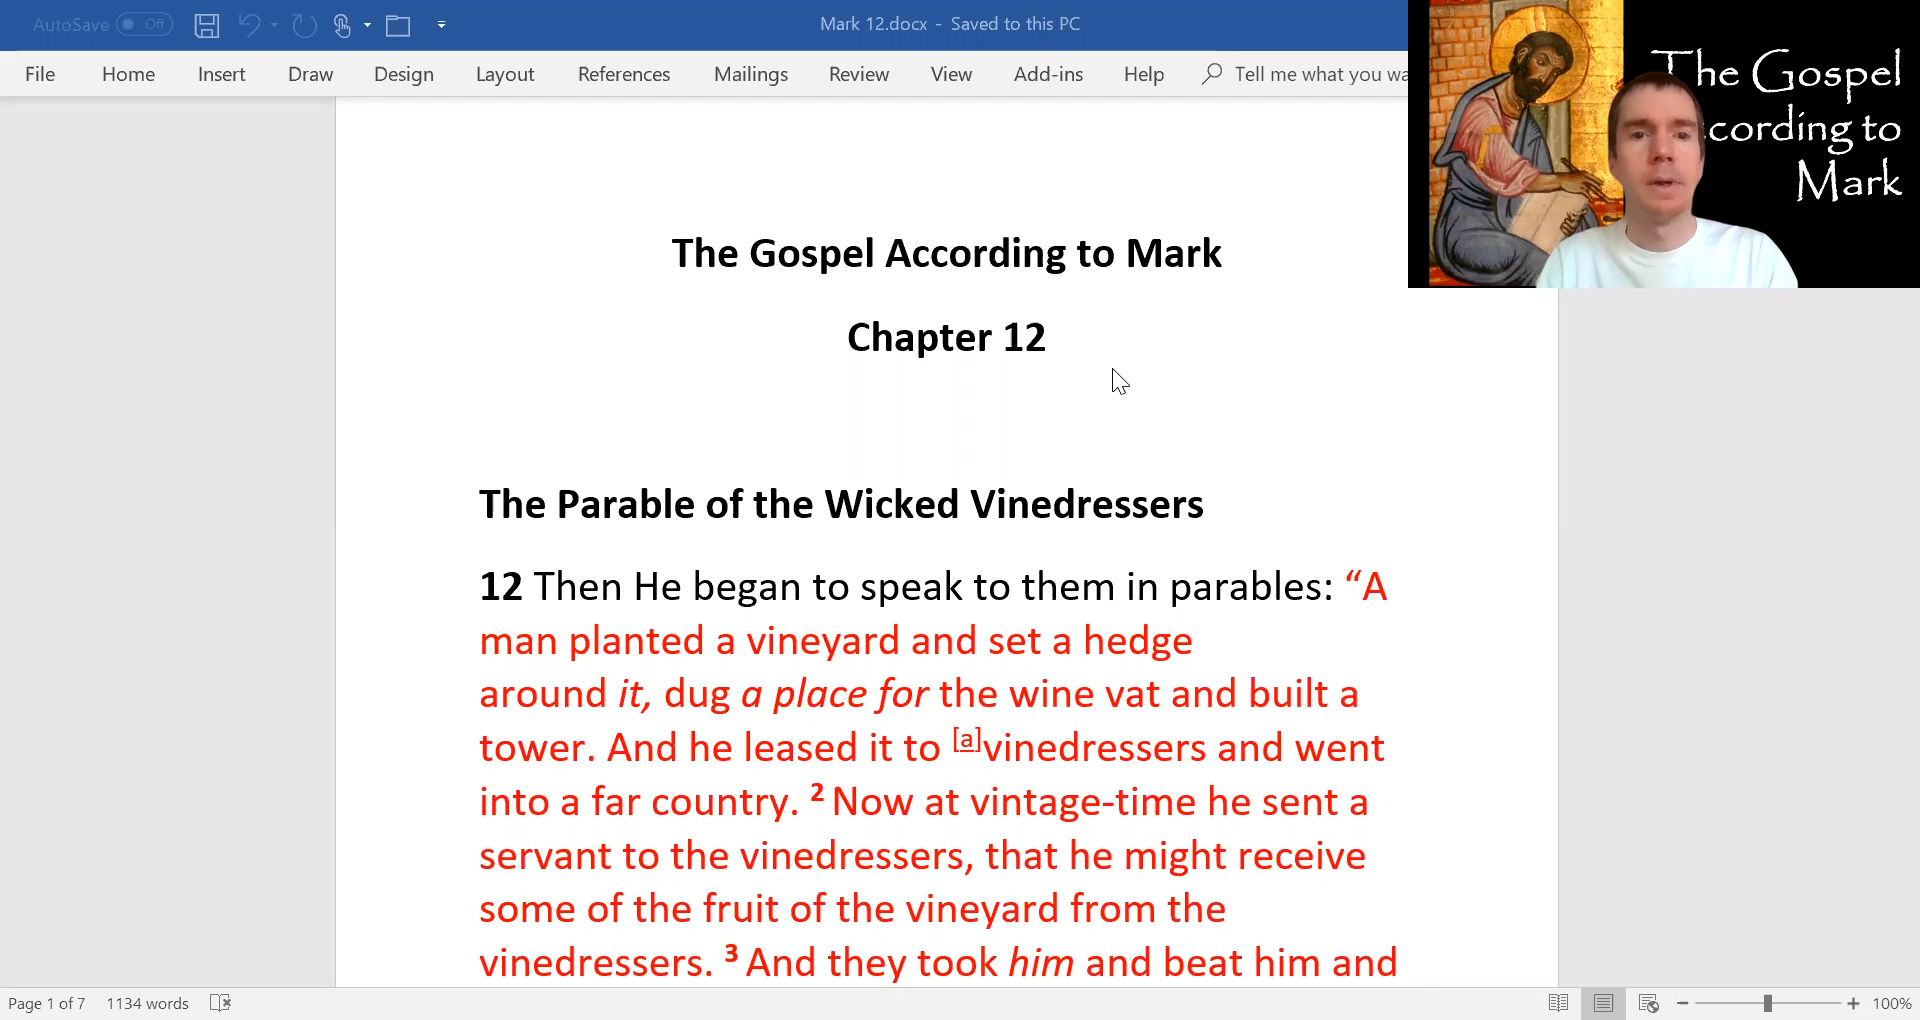 AutoSave Off
Mark 12.docx - Saved to this PC
File Home Insert Draw Design Layout References Mailings Review View Add-ins Help Tell me what you wa
The Gospel
cording to
Mark
The Gospel According to Mark
Chapter 12
The Parable of the Wicked Vinedressers
12 Then He began to speak to them in parables: “A
man planted a vineyard and set a hedge
around it, dug a place for the wine vat and built a
tower. And he leased it to [a]vinedressers and went
into a far country. 2 Now at vintage-time he sent a
servant to the vinedressers, that he might receive
some of the fruit of the vineyard from the
vinedressers. 3 And they took him and beat him and
Page 1 of 7 1134 words 100%